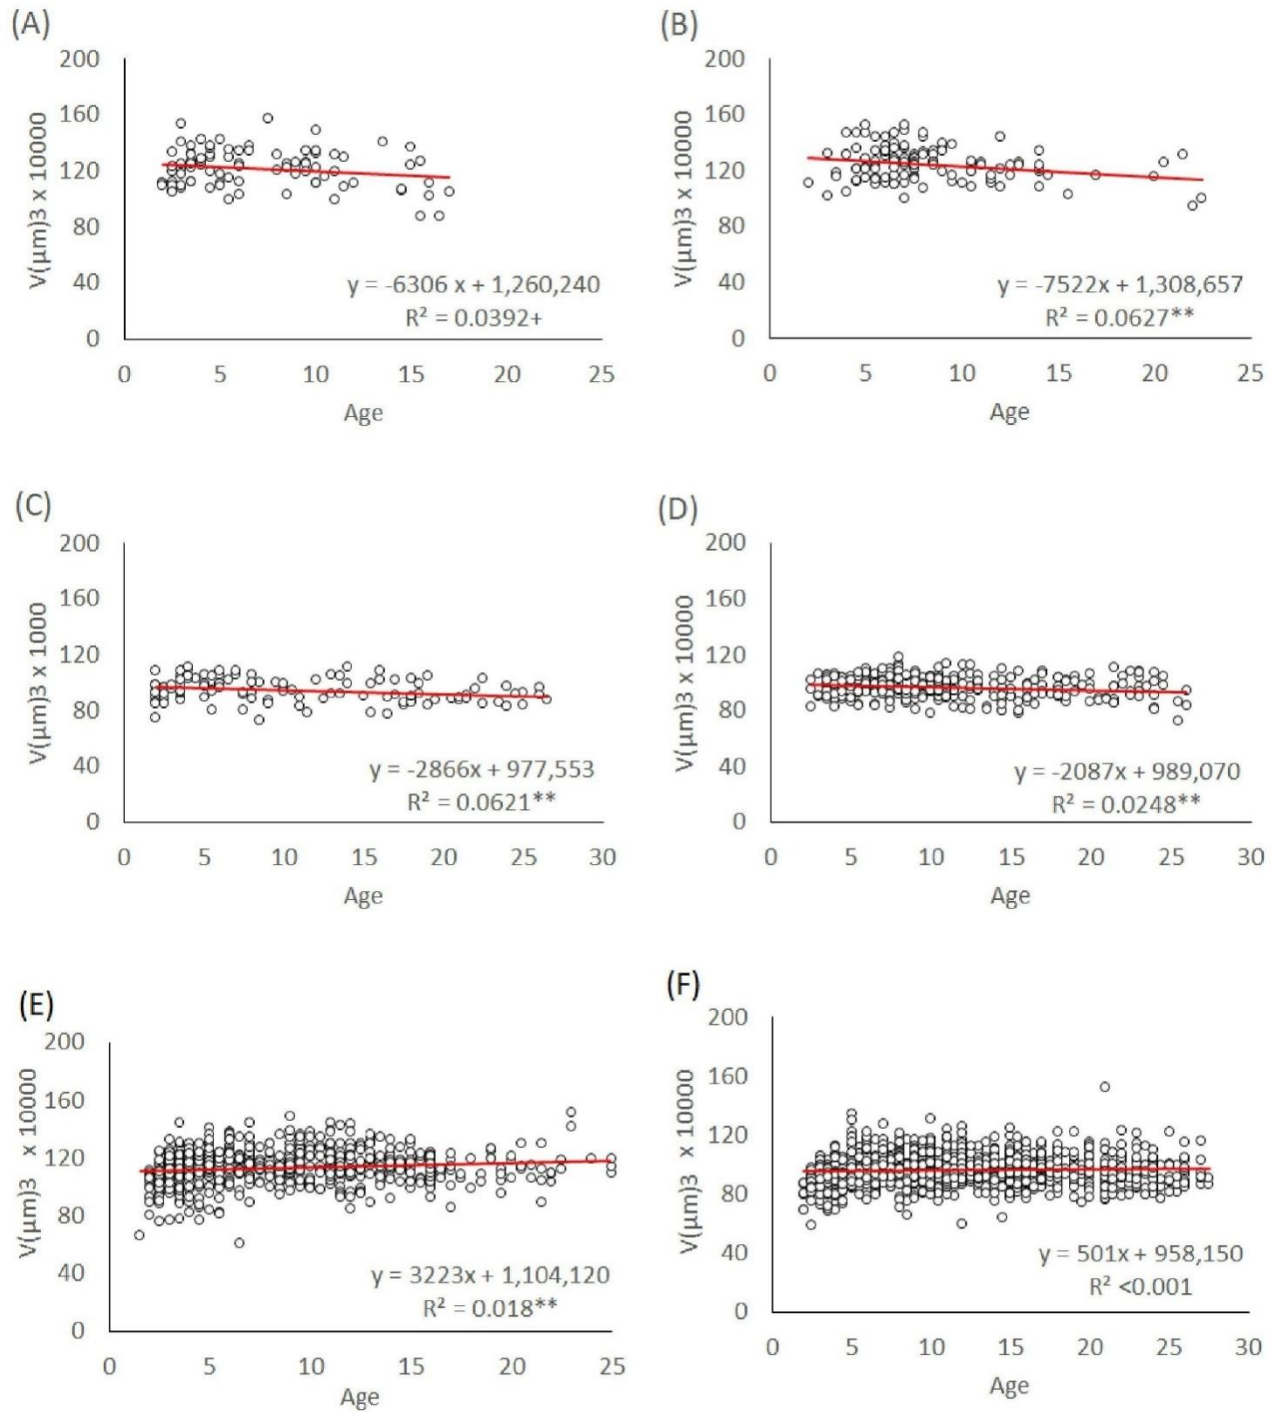 (A)
200
160
120
80
40
0
V(µm)3 x 10000
y = -6306 x + 1,260,240
R² = 0.0392+
0 5 10 15 20 25
Age
(B)
200
160
120
80
40
0
V(µm)3 x 10000
y = -7522x + 1,308,657
R² = 0.0627**
0 5 10 15 20 25
Age
(C)
200
160
120
80
40
0
V(µm)3 x 1000
y = -2866x + 977,553
R² = 0.0621**
0 5 10 15 20 25 30
Age
(D)
200
160
120
80
40
0
V(µm)3 x 10000
y = -2087x + 989,070
R² = 0.0248**
0 5 10 15 20 25 30
Age
(E)
200
160
120
80
40
0
V(µm)3 x 10000
y = 3223x + 1,104,120
R² = 0.018**
0 5 10 15 20 25
Age
(F)
200
160
120
80
40
0
V(µm)3 x 10000
y = 501x + 958,150
R² <0.001
0 5 10 15 20 25 30
Age